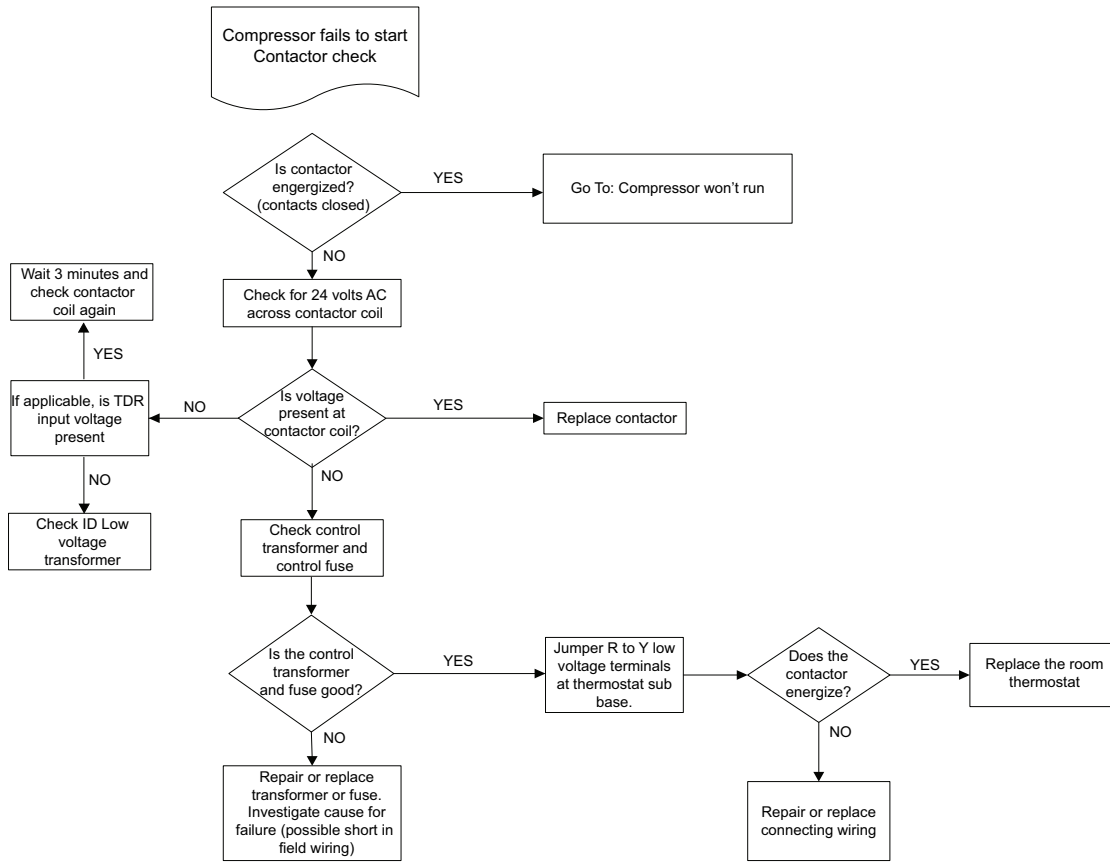 Compressor fails to start
Contactor check
Is contactor
engergized?
(contacts closed)
YES
Go To: Compressor won't run
NO
Wait 3 minutes and
check contactor
coil again
Check for 24 volts AC
across contactor coil
YES
If applicable, is TDR
input voltage
present
NO
Is voltage
present at
contactor coil?
YES
Replace contactor
NO
NO
Check ID Low
voltage
transformer
Check control
transformer and
control fuse
Is the control
transformer
and fuse good?
YES
Jumper R to Y low
voltage terminals
at thermostat sub
base.
Does the
contactor
energize?
YES
Replace the room
thermostat
NO
NO
Repair or replace
transformer or fuse.
Investigate cause for
failure (possible short in
field wiring)
Repair or replace
connecting wiring